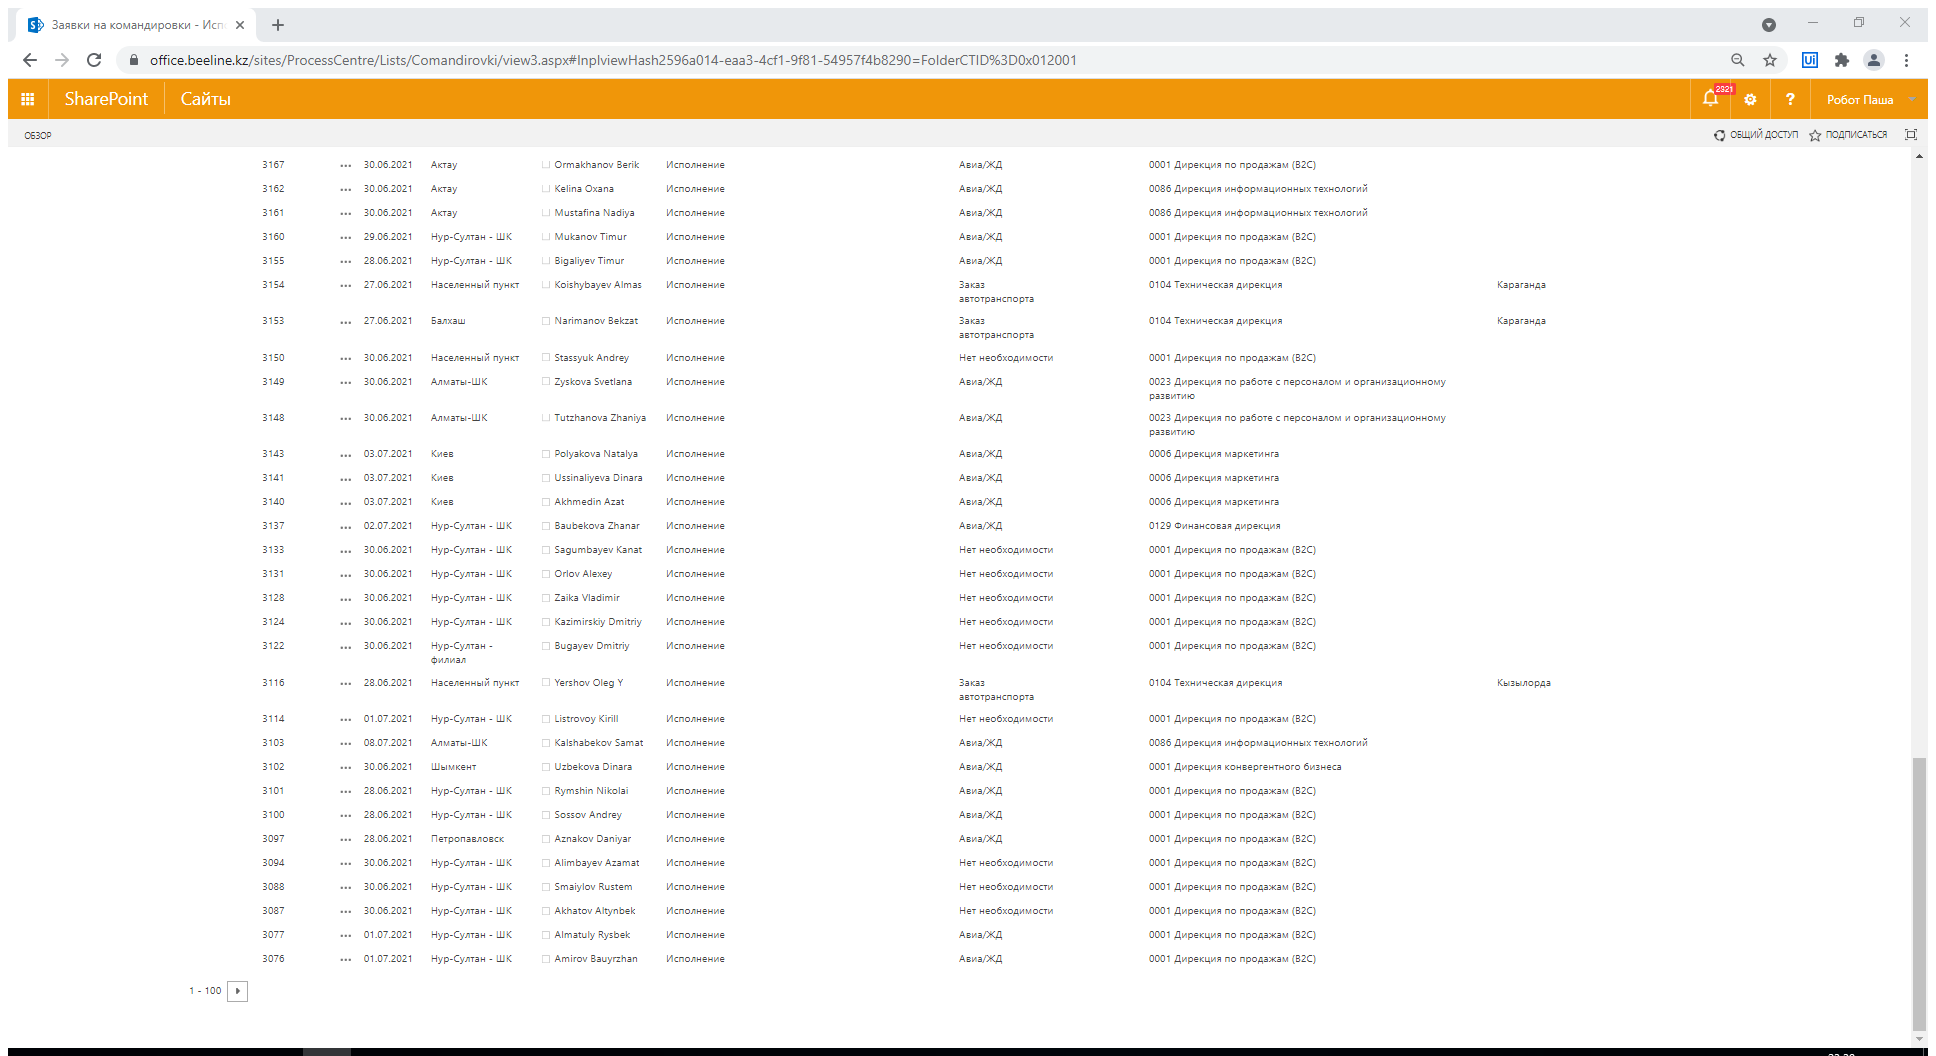 Заявки на командировки - Исп
office.beeline.kz/sites/ProcessCentre/Lists/Comandirovki/view3.aspx#InplviewHash2596a014-eaa3-4cf1-9f81-54957f4b8290=FolderCTID%3D0x012001
SharePoint Сайты 2821 ? Робот Паша
ОБЗОР ОБЩИЙ ДОСТУП ПОДПИСАТЬСЯ
3167 ... 30.06.2021 Актау Ormakhanov Berik Исполнение Авиа/ЖД 0001 Дирекция по продажам (B2C)
3162 ... 30.06.2021 Актау Kelina Oxana Исполнение Авиа/ЖД 0086 Дирекция информационных технологий
3161 ... 30.06.2021 Актау Mustafina Nadiya Исполнение Авиа/ЖД 0086 Дирекция информационных технологий
3160 ... 29.06.2021 Нур-Султан - ШК Mukanov Timur Исполнение Авиа/ЖД 0001 Дирекция по продажам (B2C)
3155 ... 28.06.2021 Нур-Султан - ШК Bigaliyev Timur Исполнение Авиа/ЖД 0001 Дирекция по продажам (B2C)
3154 ... 27.06.2021 Населенный пункт Koishybayev Almas Исполнение Заказ 0104 Техническая дирекция Караганда
автотранспорта
3153 ... 27.06.2021 Балхаш Narimanov Bekzat Исполнение Заказ 0104 Техническая дирекция Караганда
автотранспорта
3150 ... 30.06.2021 Населенный пункт Stassyuk Andrey Исполнение Нет необходимости 0001 Дирекция по продажам (B2C)
3149 ... 30.06.2021 Алматы-ШК Zyskova Svetlana Исполнение Авиа/ЖД 0023 Дирекция по работе с персоналом и организационному
развитию
3148 ... 30.06.2021 Алматы-ШК Tutzhanova Zhaniya Исполнение Авиа/ЖД 0023 Дирекция по работе с персоналом и организационному
развитию
3143 ... 03.07.2021 Киев Polyakova Natalya Исполнение Авиа/ЖД 0006 Дирекция маркетинга
3141 ... 03.07.2021 Киев Ussinaliyeva Dinara Исполнение Авиа/ЖД 0006 Дирекция маркетинга
3140 ... 03.07.2021 Киев Akhmedin Azat Исполнение Авиа/ЖД 0006 Дирекция маркетинга
3137 ... 02.07.2021 Нур-Султан - ШК Baubekova Zhanar Исполнение Авиа/ЖД 0129 Финансовая дирекция
3133 ... 30.06.2021 Нур-Султан - ШК Sagumbayev Kanat Исполнение Нет необходимости 0001 Дирекция по продажам (B2C)
3131 ... 30.06.2021 Нур-Султан - ШК Orlov Alexey Исполнение Нет необходимости 0001 Дирекция по продажам (B2C)
3128 ... 30.06.2021 Нур-Султан - ШК Zaika Vladimir Исполнение Нет необходимости 0001 Дирекция по продажам (B2C)
3124 ... 30.06.2021 Нур-Султан - ШК Kazimirskiy Dmitriy Исполнение Нет необходимости 0001 Дирекция по продажам (B2C)
3122 ... 30.06.2021 Нур-Султан - Bugayev Dmitriy Исполнение Нет необходимости 0001 Дирекция по продажам (B2C)
филиал
3116 ... 28.06.2021 Населенный пункт Yershov Oleg Y Исполнение Заказ 0104 Техническая дирекция Кызылорда
автотранспорта
3114 ... 01.07.2021 Нур-Султан - ШК Listrovoy Kirill Исполнение Нет необходимости 0001 Дирекция по продажам (B2C)
3103 ... 08.07.2021 Алматы-ШК Kalshabekov Samat Исполнение Авиа/ЖД 0086 Дирекция информационных технологий
3102 ... 30.06.2021 Шымкент Uzbekova Dinara Исполнение Авиа/ЖД 0001 Дирекция конвергентного бизнеса
3101 ... 28.06.2021 Нур-Султан - ШК Rymshin Nikolai Исполнение Авиа/ЖД 0001 Дирекция по продажам (B2C)
3100 ... 28.06.2021 Нур-Султан - ШК Sossov Andrey Исполнение Авиа/ЖД 0001 Дирекция по продажам (B2C)
3097 ... 28.06.2021 Петропавловск Aznakov Daniyar Исполнение Авиа/ЖД 0001 Дирекция по продажам (B2C)
3094 ... 30.06.2021 Нур-Султан - ШК Alimbayev Azamat Исполнение Нет необходимости 0001 Дирекция по продажам (B2C)
3088 ... 30.06.2021 Нур-Султан - ШК Smaiylov Rustem Исполнение Нет необходимости 0001 Дирекция по продажам (B2C)
3087 ... 30.06.2021 Нур-Султан - ШК Akhatov Altynbek Исполнение Нет необходимости 0001 Дирекция по продажам (B2C)
3077 ... 01.07.2021 Нур-Султан - ШК Almatuly Rysbek Исполнение Авиа/ЖД 0001 Дирекция по продажам (B2C)
3076 ... 01.07.2021 Нур-Султан - ШК Amirov Bauyrzhan Исполнение Авиа/ЖД 0001 Дирекция по продажам (B2C)
1 - 100